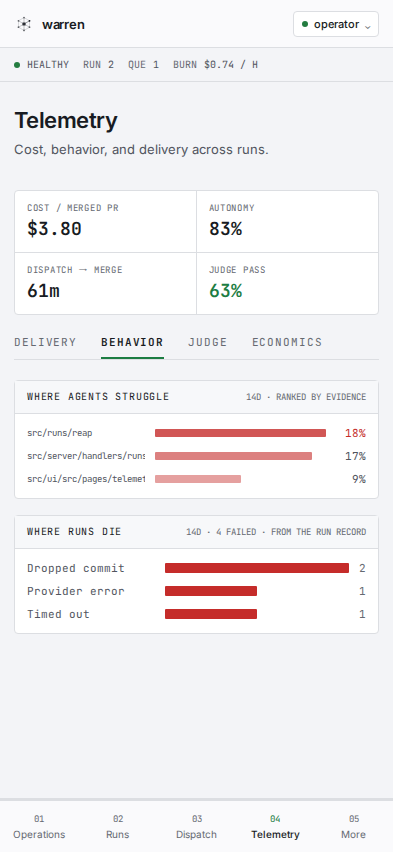 warren
operator
HEALTHY RUN 2 QUE 1 BURN $0.74 / H
Telemetry
Cost, behavior, and delivery across runs.
COST / MERGED PR
$3.80
AUTONOMY
83%
DISPATCH → MERGE
61m
JUDGE PASS
63%
DELIVERY BEHAVIOR JUDGE ECONOMICS
WHERE AGENTS STRUGGLE 14D · RANKED BY EVIDENCE
src/runs/reap 18%
src/server/handlers/runs 17%
src/ui/src/pages/telemet 9%
WHERE RUNS DIE 14D · 4 FAILED · FROM THE RUN RECORD
Dropped commit 2
Provider error 1
Timed out 1
01 02 03 04 05
Operations Runs Dispatch Telemetry More